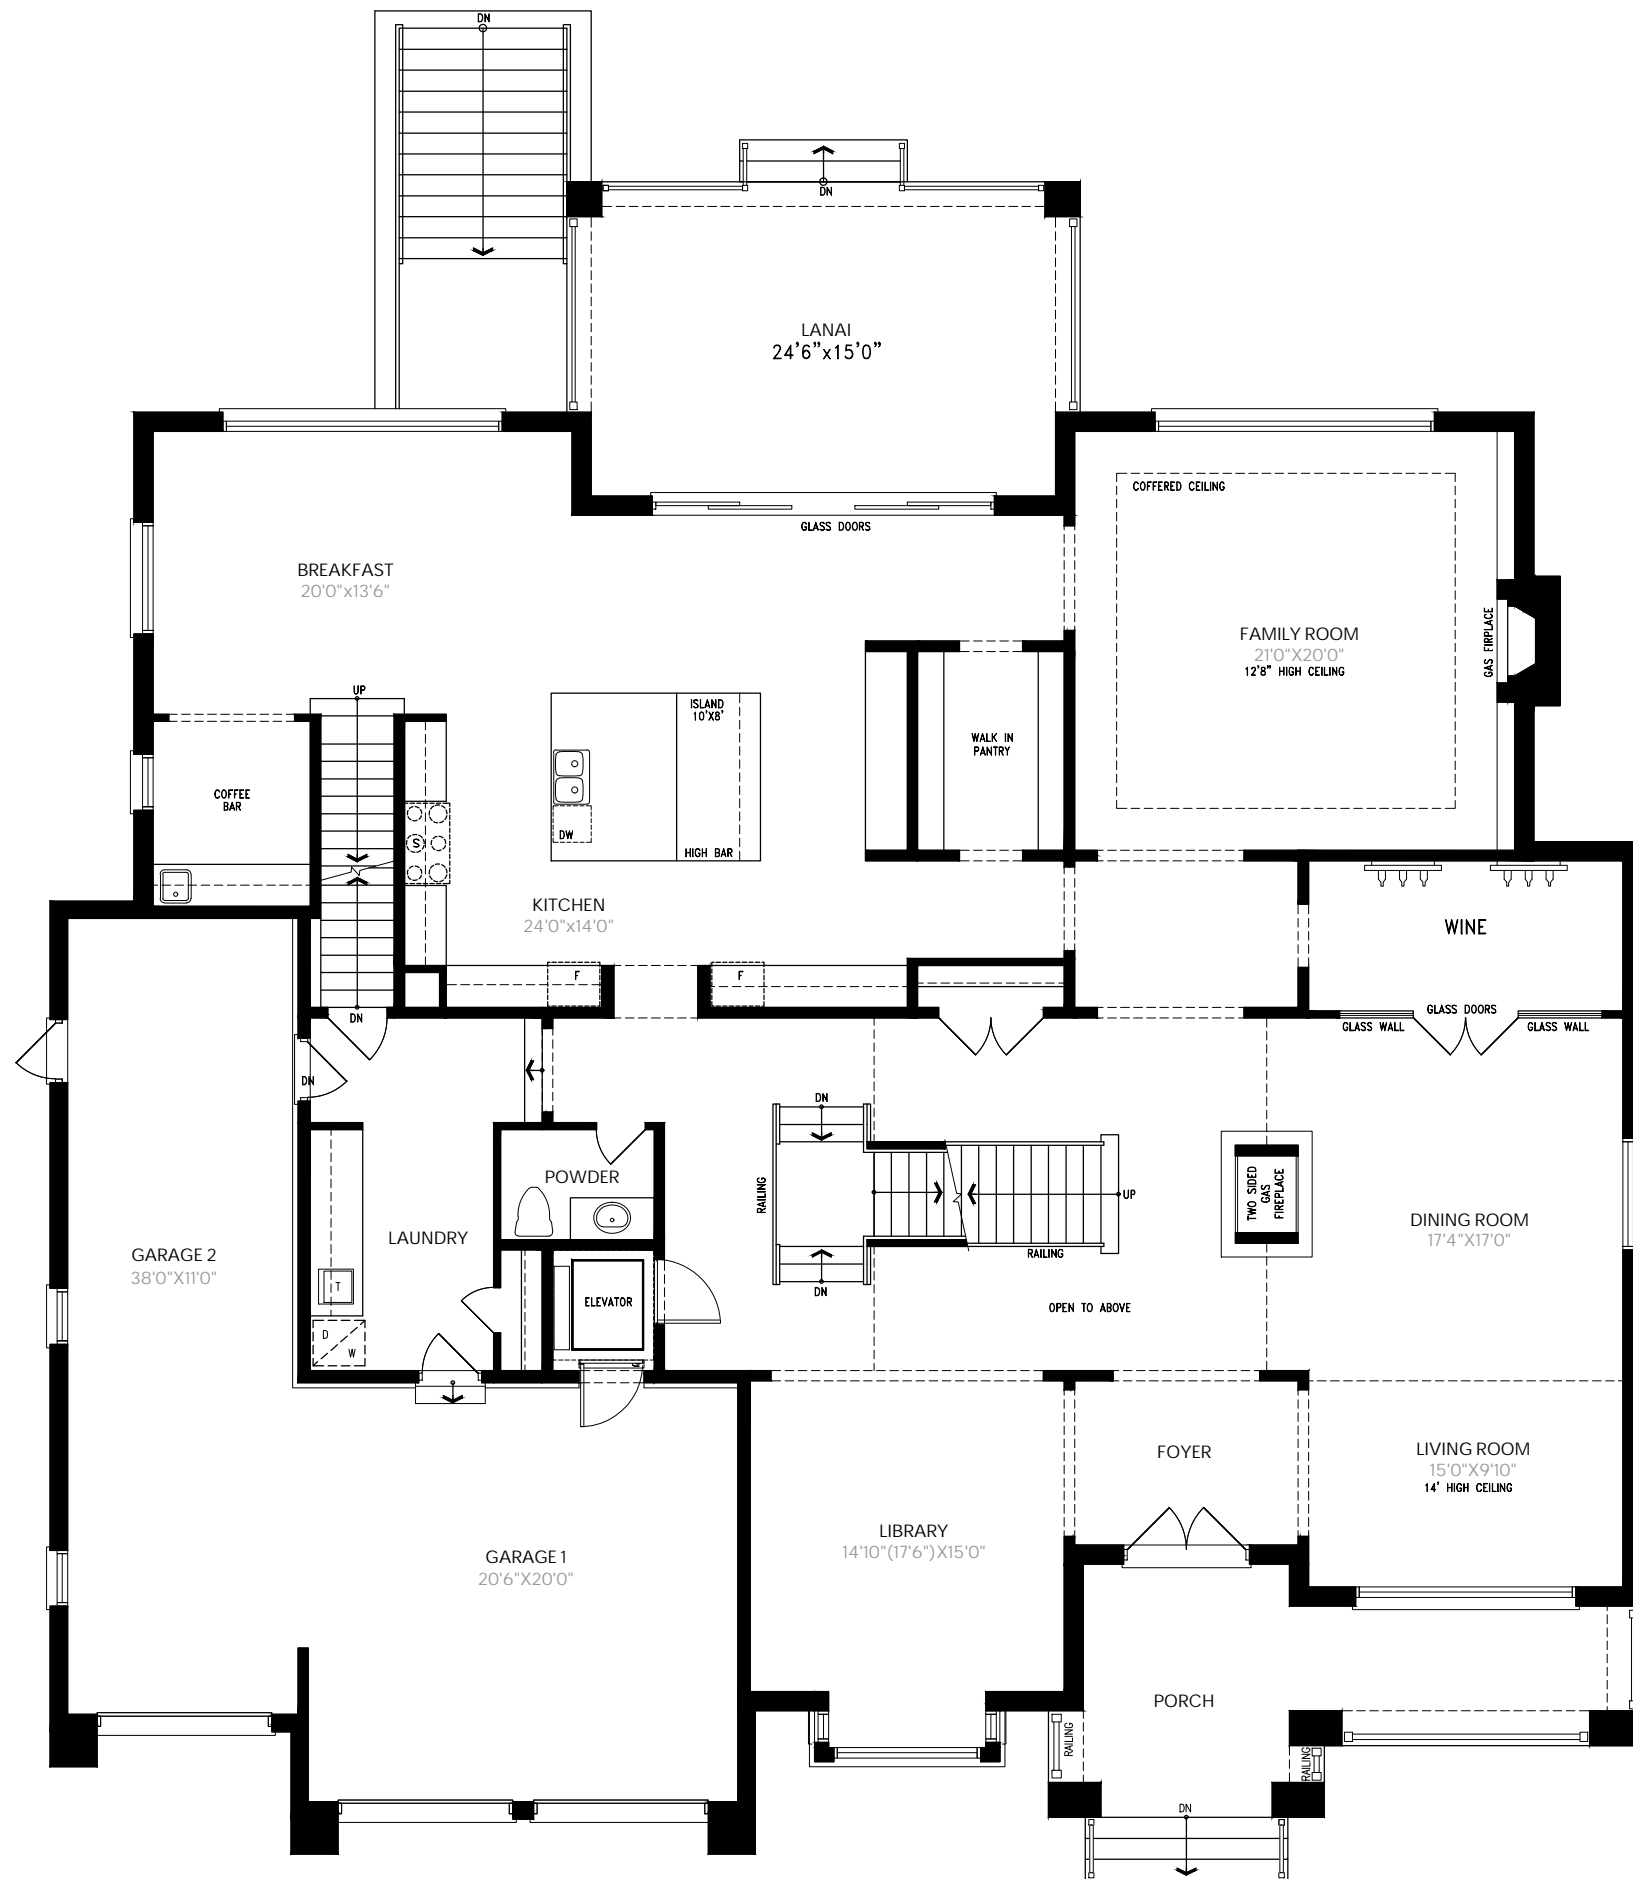 DN
DN
LANAI
24'6"x15'0"
COFFERED CEILING
GLASS DOORS
BREAKFAST
20'0"x13'6"
FAMILY ROOM
21'0"X20'0"
12'8" HIGH CEILING
GAS FIRPLACE
UP
ISLAND
10'X8'
WALK IN
PANTRY
COFFEE
BAR
S
DW
HIGH BAR
KITCHEN
24'0"x14'0"
WINE
F
F
DN
GLASS DOORS
GLASS WALL
GLASS WALL
DN
DN
RAILING
UP
TWO SIDED
GAS
FIREPLACE
POWDER
LAUNDRY
DINING ROOM
17'4"X17'0"
GARAGE 2
38'0"X11'0"
RAILING
T
DN
ELEVATOR
OPEN TO ABOVE
D
W
FOYER
LIVING ROOM
15'0"X9'10"
14' HIGH CEILING
LIBRARY
14'10"(17'6")X15'0"
GARAGE 1
20'6"X20'0"
PORCH
RAILING
RAILING
DN